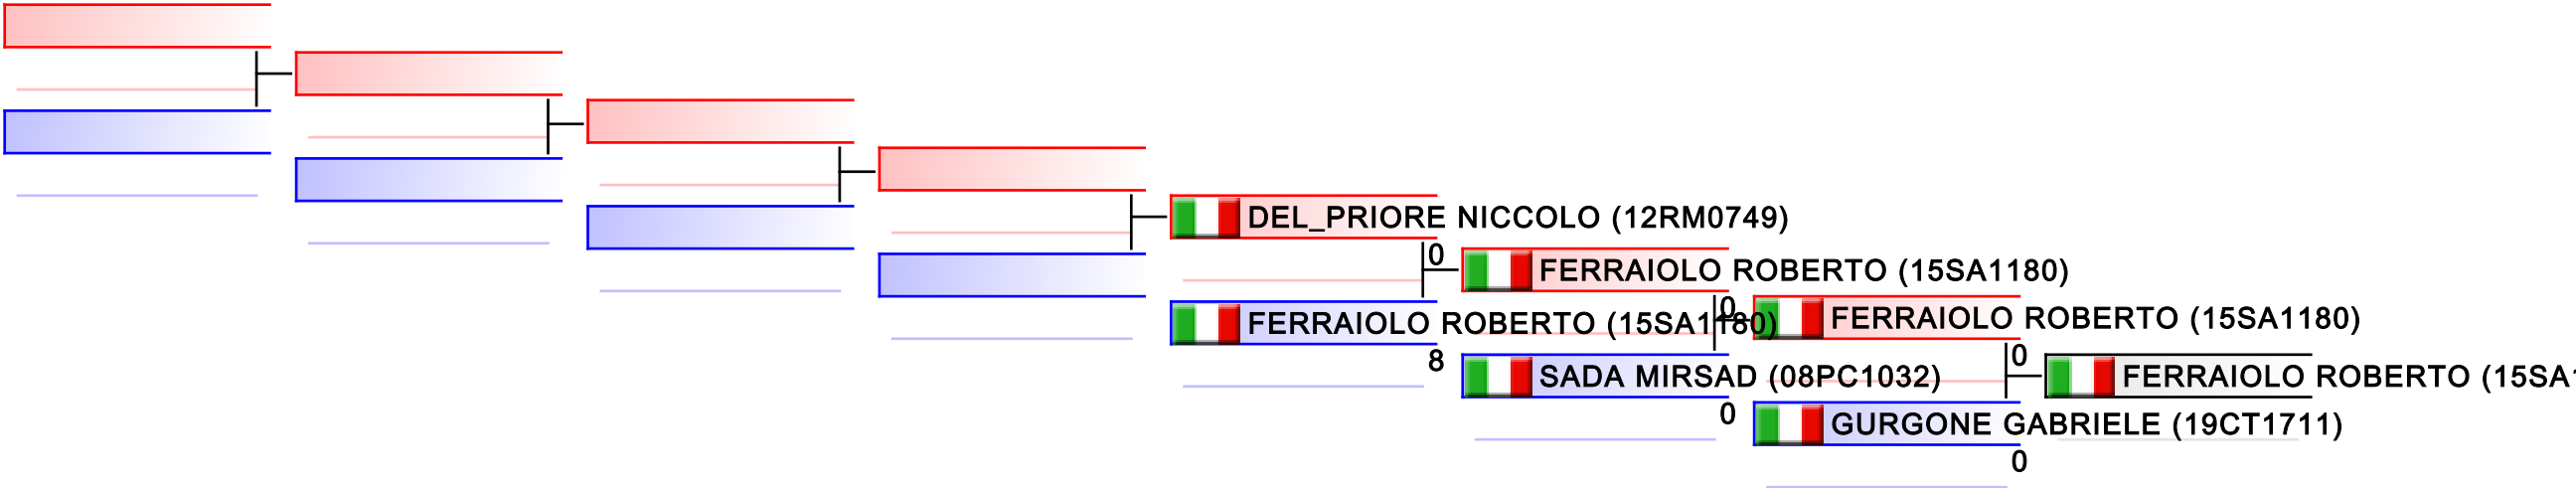 DEL_PRIORE NICCOLO (12RM0749)
0
FERRAIOLO ROBERTO (15SA1180)
FERRAIOLO ROBERTO (15SA1180)
8
0
FERRAIOLO ROBERTO (15SA1180)
SADA MIRSAD (08PC1032)
0
0
FERRAIOLO ROBERTO (15SA
GURGONE GABRIELE (19CT1711)
0